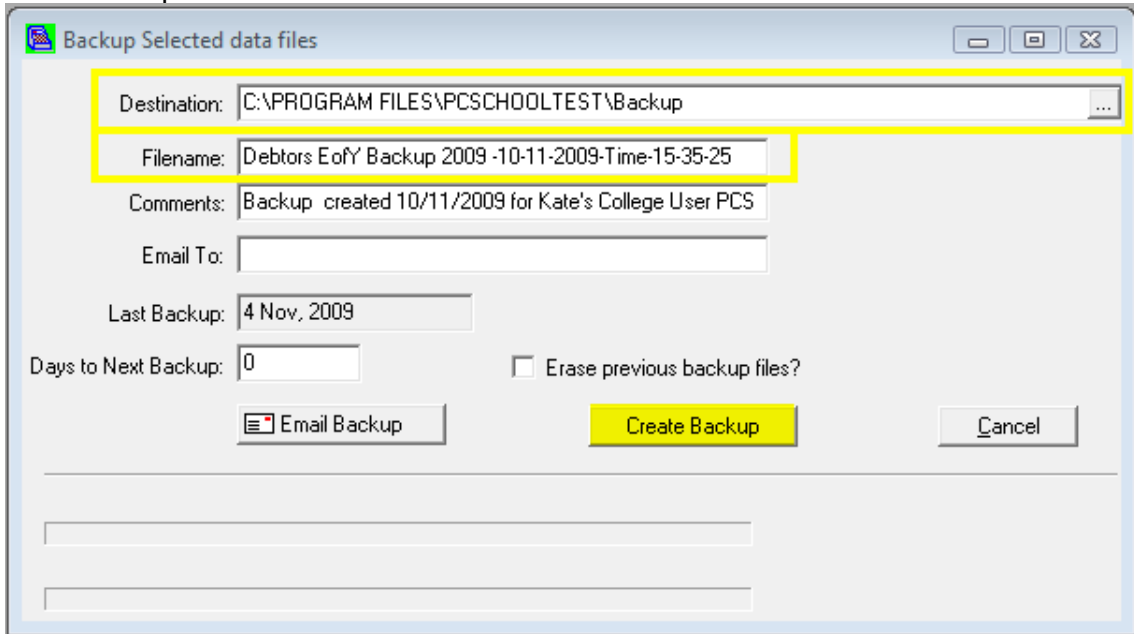 Backup Selected data files
Destination: C:\PROGRAM FILES\PCSCHOOLTEST\Backup ...
Filename: Debtors EofY Backup 2009 -10-11-2009-Time-15-35-25
Comments: Backup  created 10/11/2009 for Kate's College User PCS
Email To:
Last Backup: 4 Nov, 2009
Days to Next Backup: 0 Erase previous backup files?
Email Backup Create Backup Cancel